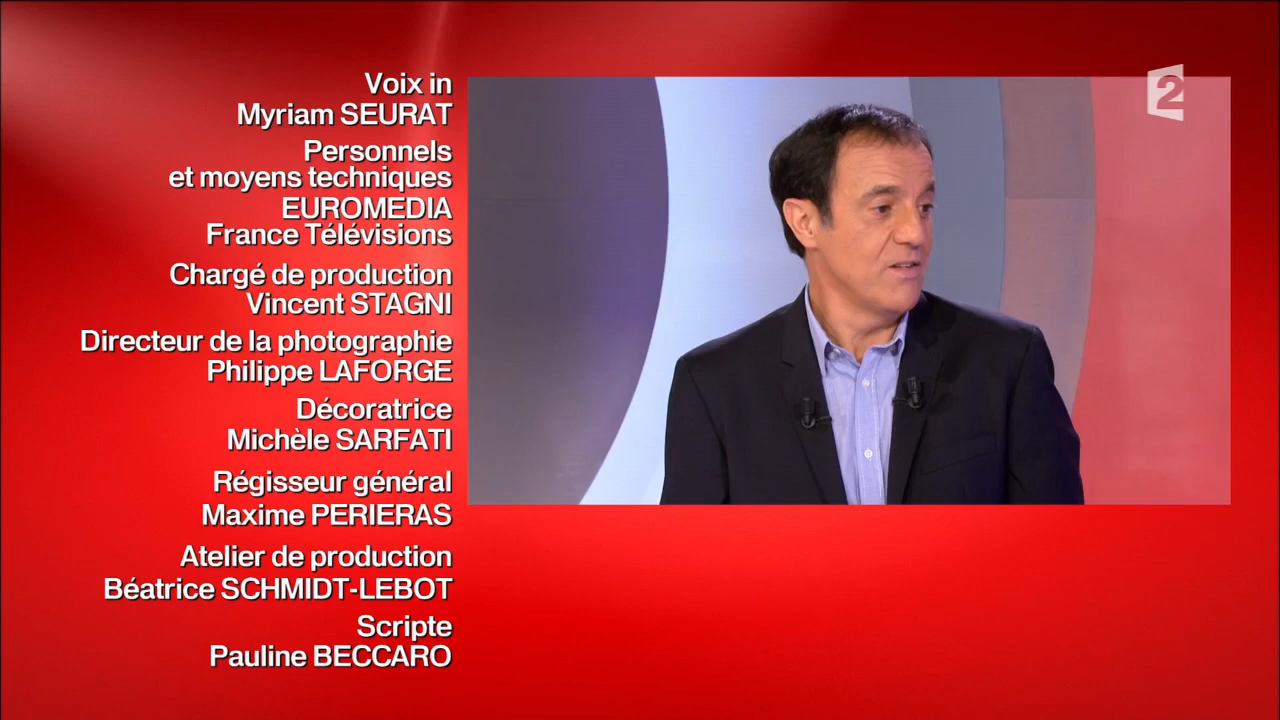 Voix in
Myriam SEURAT
Personnels
et moyens techniques
EUROMEDIA
France Télévisions
Chargé de production
Vincent STAGNI
Directeur de la photographie
Philippe LAFORGE
Décoratrice
Michèle SARFATI
Régisseur général
Maxime PERIERAS
Atelier de production
Béatrice SCHMIDT-LEBOT
Scripte
Pauline BECCARO
2